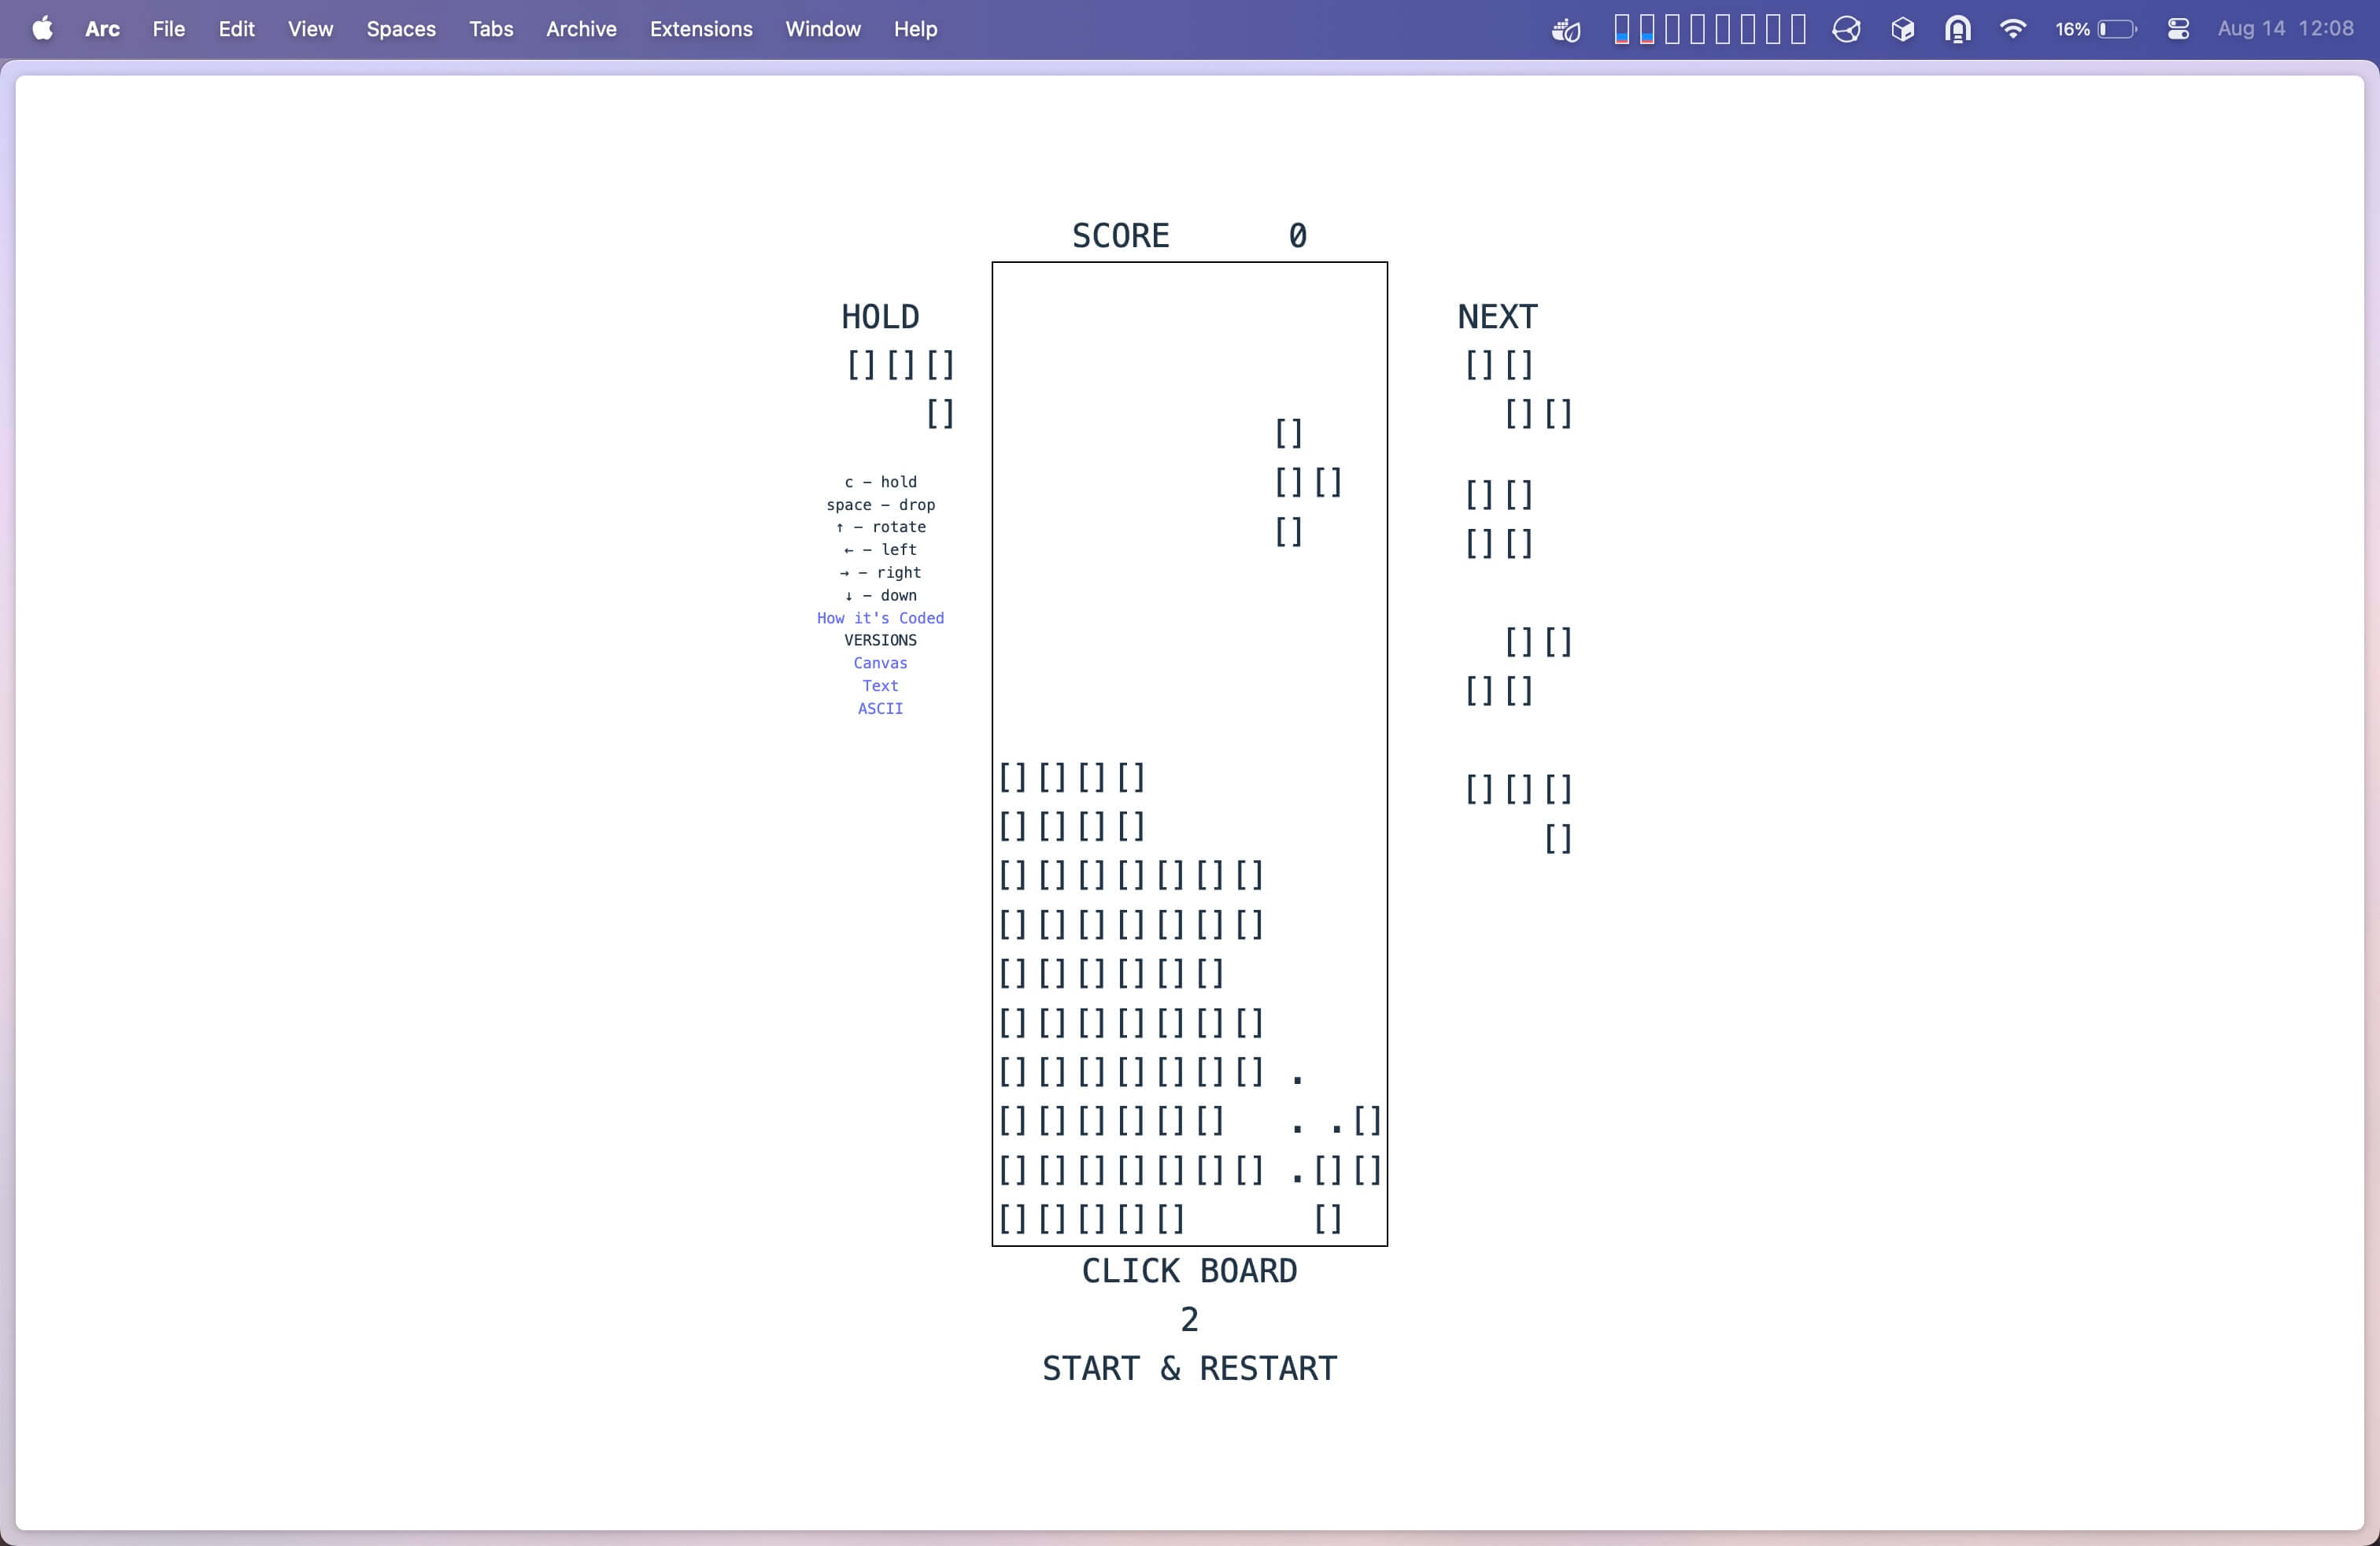 Arc File Edit View Spaces Tabs Archive Extensions Window Help 16% Aug 14 12:08
SCORE 0
HOLD
[][][]
[]
c – hold
space – drop
↑ – rotate
← – left
→ – right
↓ – down
How it's Coded
VERSIONS
Canvas
Text
ASCII
[]
[][]
[]
[][][][]
[][][][]
[][][][][][][]
[][][][][][][]
[][][][][][]
[][][][][][][]
[][][][][][][] .
[][][][][][] . .[]
[][][][][][][] .[][]
[][][][][] []
NEXT
[][]
[][]
[][]
[][]
[][]
[][]
[][][]
[]
CLICK BOARD
2
START & RESTART